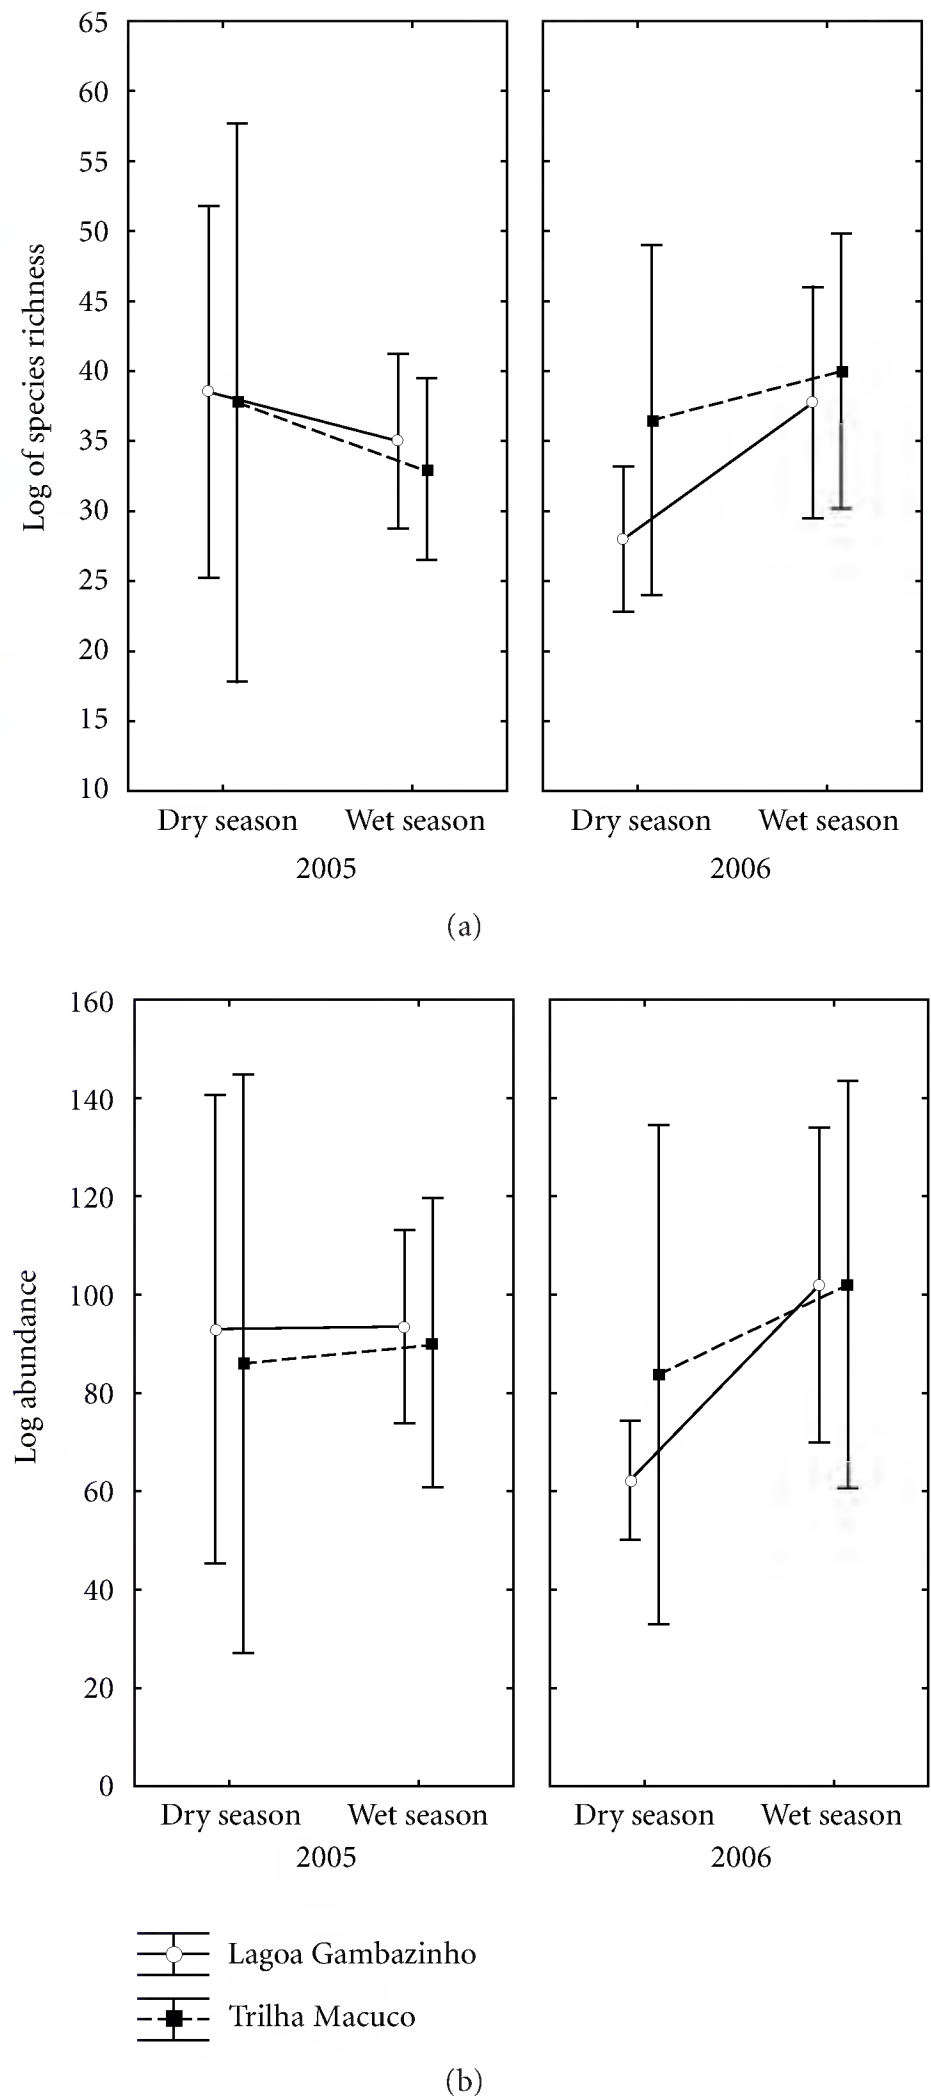 Log of species richness
65
60
55
50
45
40
35
30
25
20
15
10
Dry season Wet season Dry season Wet season
2005 2006
(a)
Log abundance
160
140
120
100
80
60
40
20
0
Dry season Wet season Dry season Wet season
2005 2006
Lagoa Gambazinho
Trilha Macuco
(b)